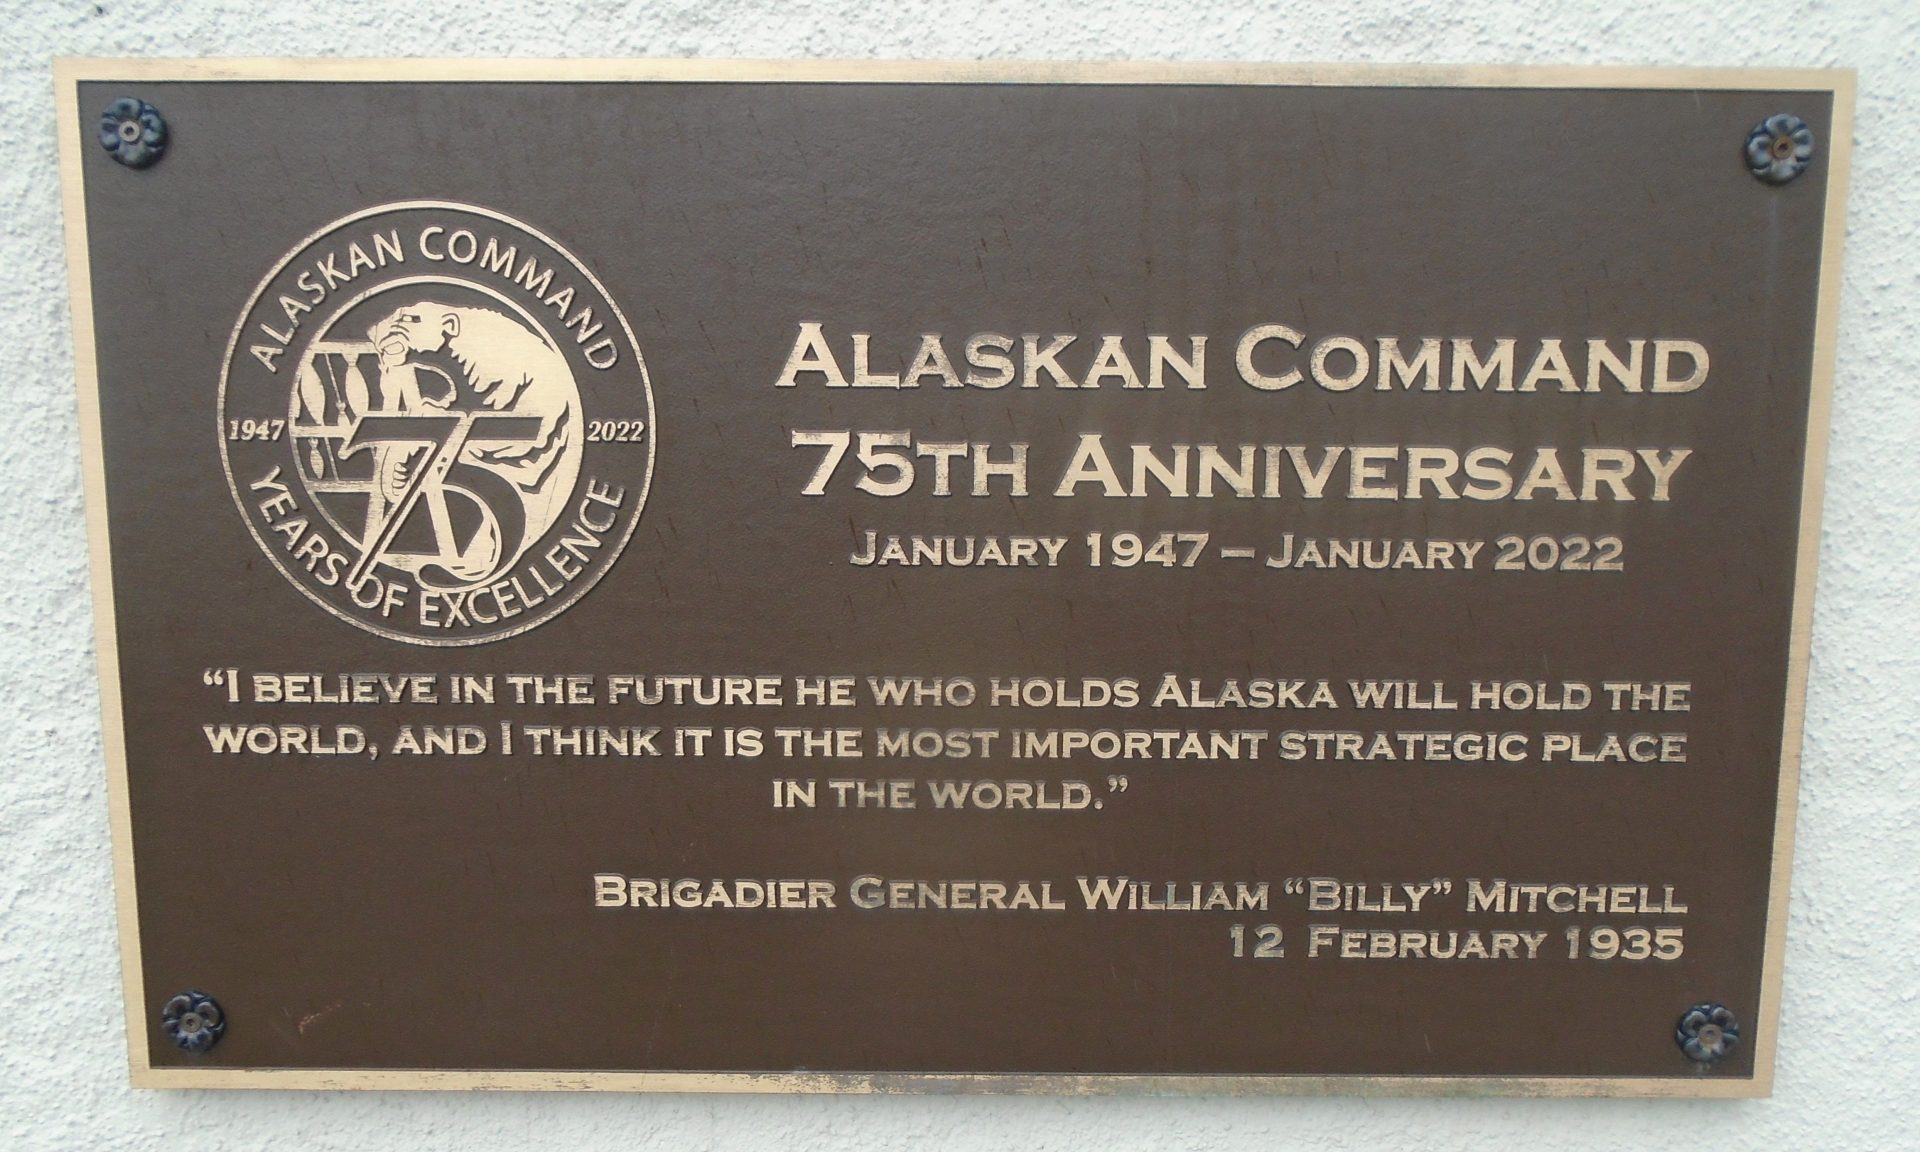 ALASKAN COMMAND
1947
2022
YEARS OF EXCELLENCE
75
ALASKAN COMMAND
75TH ANNIVERSARY
JANUARY 1947 – JANUARY 2022
“I BELIEVE IN THE FUTURE HE WHO HOLDS ALASKA WILL HOLD THE
WORLD, AND I THINK IT IS THE MOST IMPORTANT STRATEGIC PLACE
IN THE WORLD.”
BRIGADIER GENERAL WILLIAM “BILLY” MITCHELL
12 FEBRUARY 1935